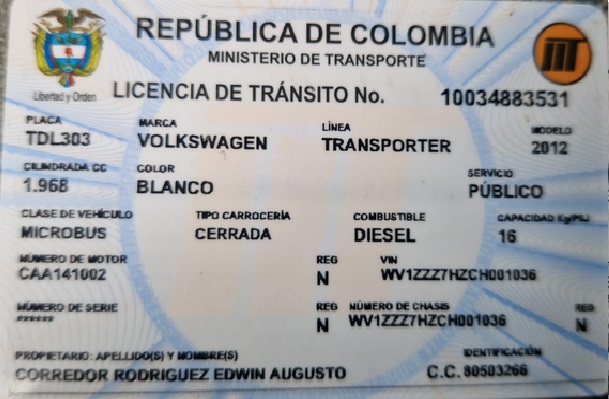 REPÚBLICA DE COLOMBIA
MINISTERIO DE TRANSPORTE
Libertad y Orden
LICENCIA DE TRÁNSITO No. 10034883531
PLACA MARCA LÍNEA MODELO
TDL303 VOLKSWAGEN TRANSPORTER 2012
CILINDRADA CC COLOR SERVICIO
1.968 BLANCO PÚBLICO
CLASE DE VEHÍCULO TIPO CARROCERÍA COMBUSTIBLE CAPACIDAD Kg/PSJ
MICROBUS CERRADA DIESEL 16
NÚMERO DE MOTOR REG VIN
CAA141002 N WV1ZZZ7HZCH001036
NÚMERO DE SERIE REG NÚMERO DE CHASIS REG
****** N WV1ZZZ7HZCH001036 N
PROPIETARIO: APELLIDO(S) Y NOMBRE(S) IDENTIFICACIÓN
CORREDOR RODRIGUEZ EDWIN AUGUSTO C.C. 80503266